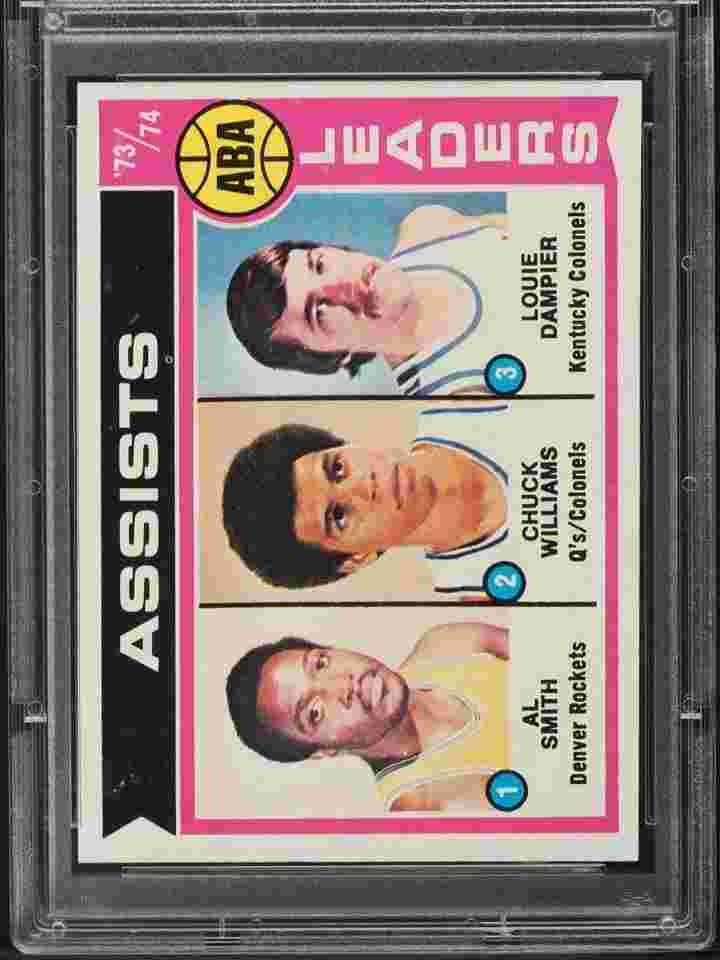 ASSISTS
'73/
74
ABA
LEADERS
1
AL
SMITH
Denver Rockets
2
CHUCK
WILLIAMS
Q's/Colonels
3
LOUIE
DAMPIER
Kentucky Colonels